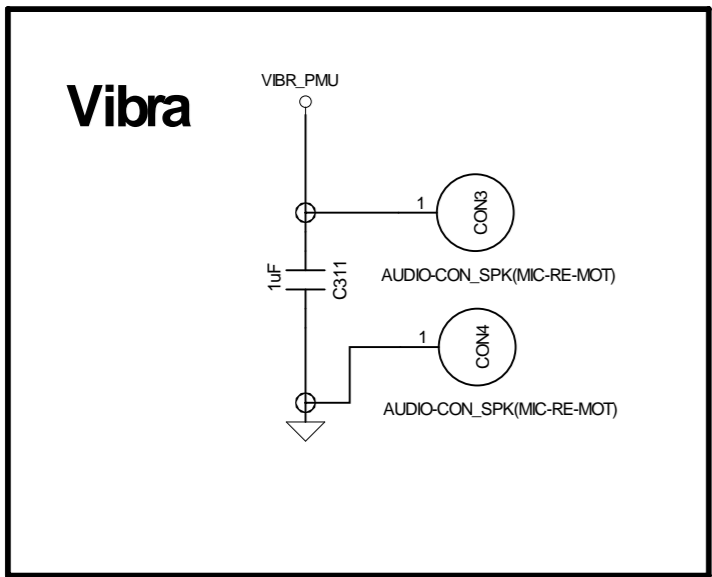 VIBR_PMU
Vibra
1
CON3
1uF
C311
AUDIO-CON_SPK(MIC-RE-MOT)
1
CON4
AUDIO-CON_SPK(MIC-RE-MOT)